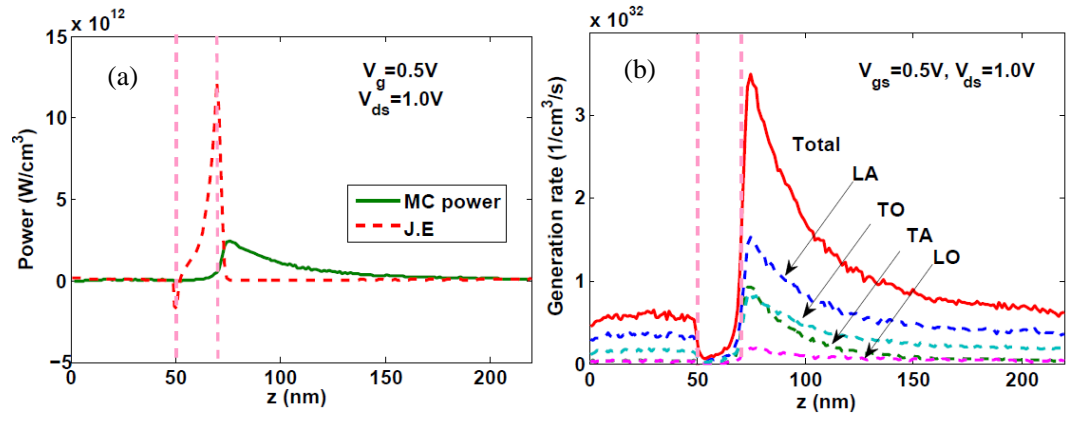 x 10^12
15
10
5
0
−5
0
50
100
150
200
Power (W/cm^3)
z (nm)
(a)
V_g=0.5V
V_ds=1.0V
MC power
J.E
x 10^32
4
3
2
1
0
0
50
100
150
200
Generation rate (1/cm^3/s)
z (nm)
(b)
V_gs=0.5V, V_ds=1.0V
Total
LA
TO
TA
LO